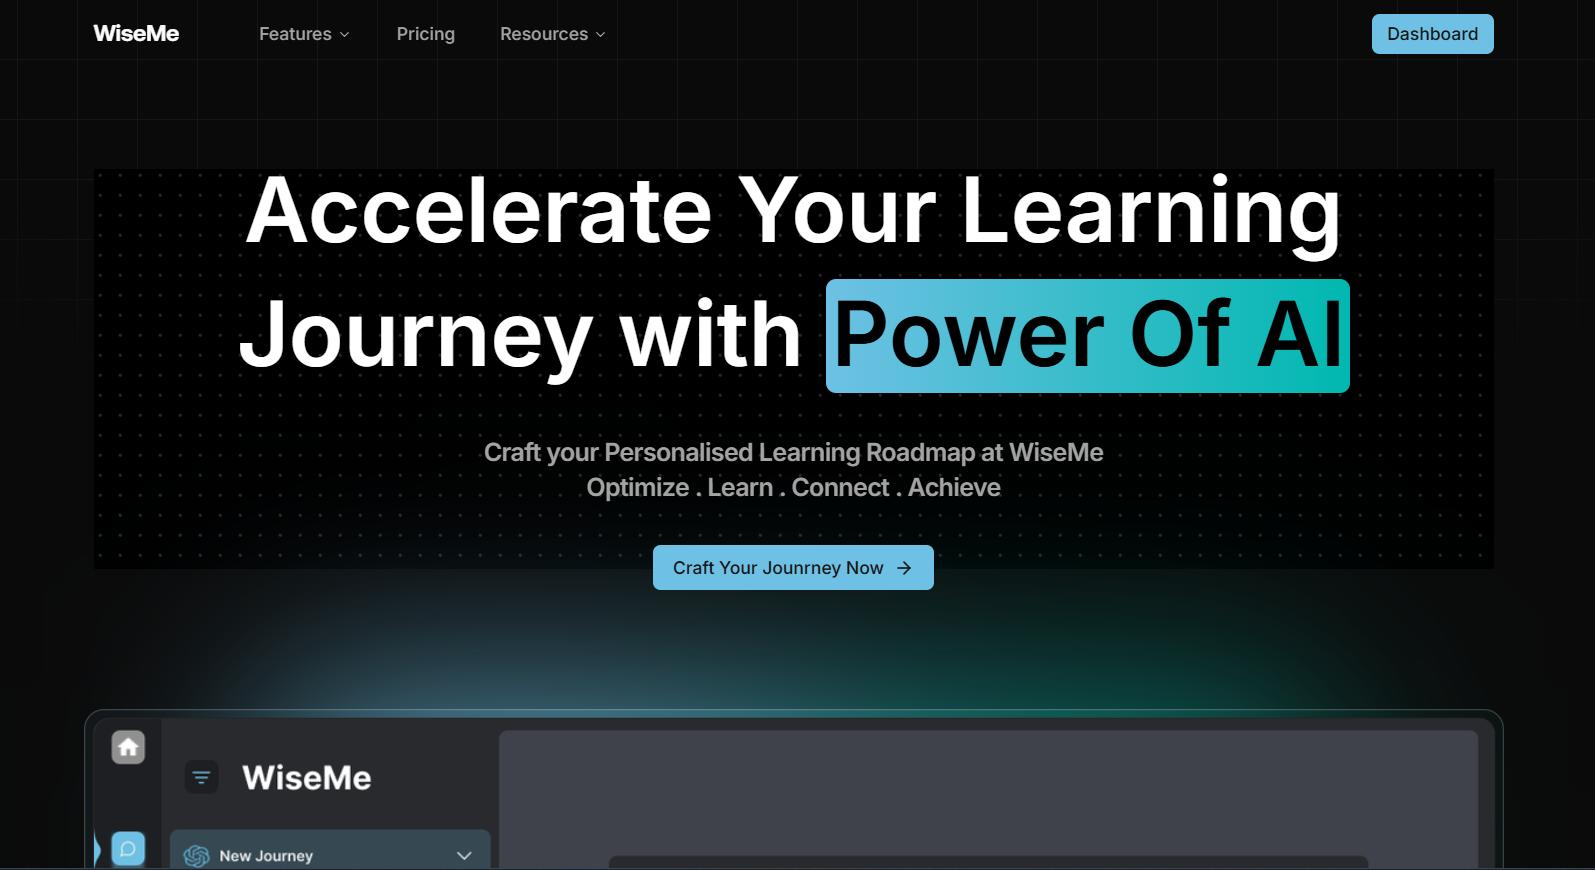 WiseMe
Features
Pricing
Resources
Dashboard
Accelerate Your Learning
Journey with Power Of AI
Craft your Personalised Learning Roadmap at WiseMe
Optimize . Learn . Connect . Achieve
Craft Your Jounrney Now
WiseMe
New Journey